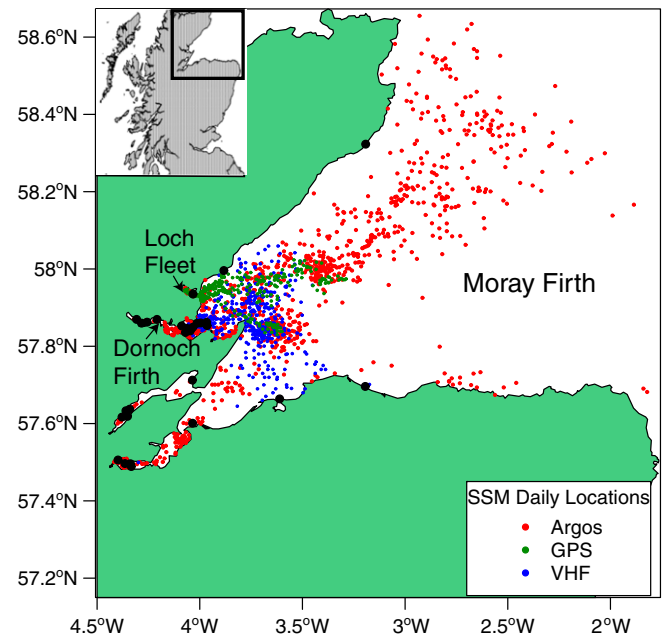 58.6°N
58.4°N
58.2°N
58°N
57.8°N
57.6°N
57.4°N
57.2°N
Loch
Fleet
Dornoch
Firth
Moray Firth
SSM Daily Locations
Argos
GPS
VHF
4.5°W
4°W
3.5°W
3°W
2.5°W
2°W